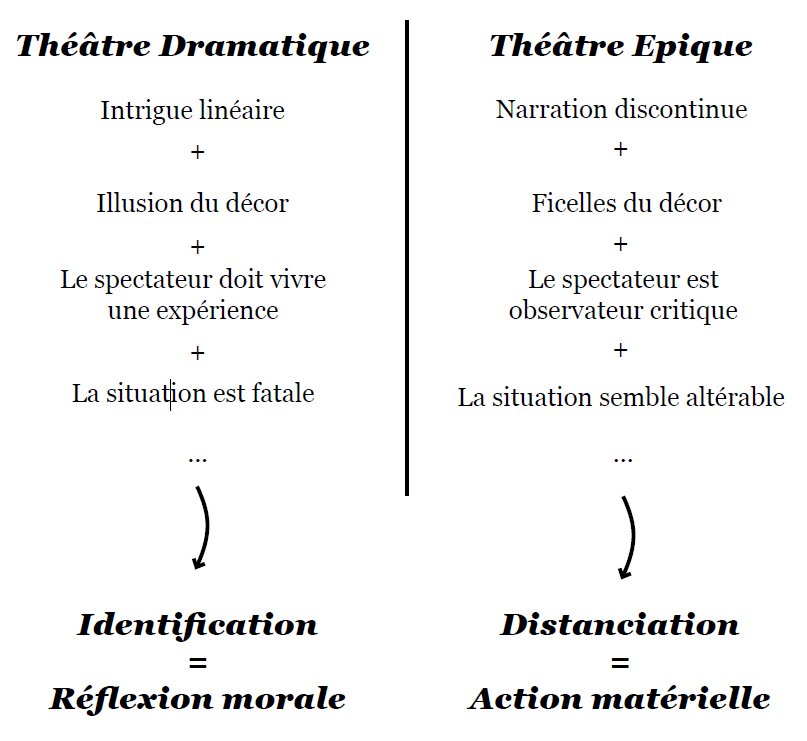 Théâtre Dramatique
Intrigue linéaire
+
Illusion du décor
+
Le spectateur doit vivre
une expérience
+
La situation est fatale
...
Identification
=
Réflexion morale
Théâtre Epique
Narration discontinue
+
Ficelles du décor
+
Le spectateur est
observateur critique
+
La situation semble altérable
...
Distanciation
=
Action matérielle